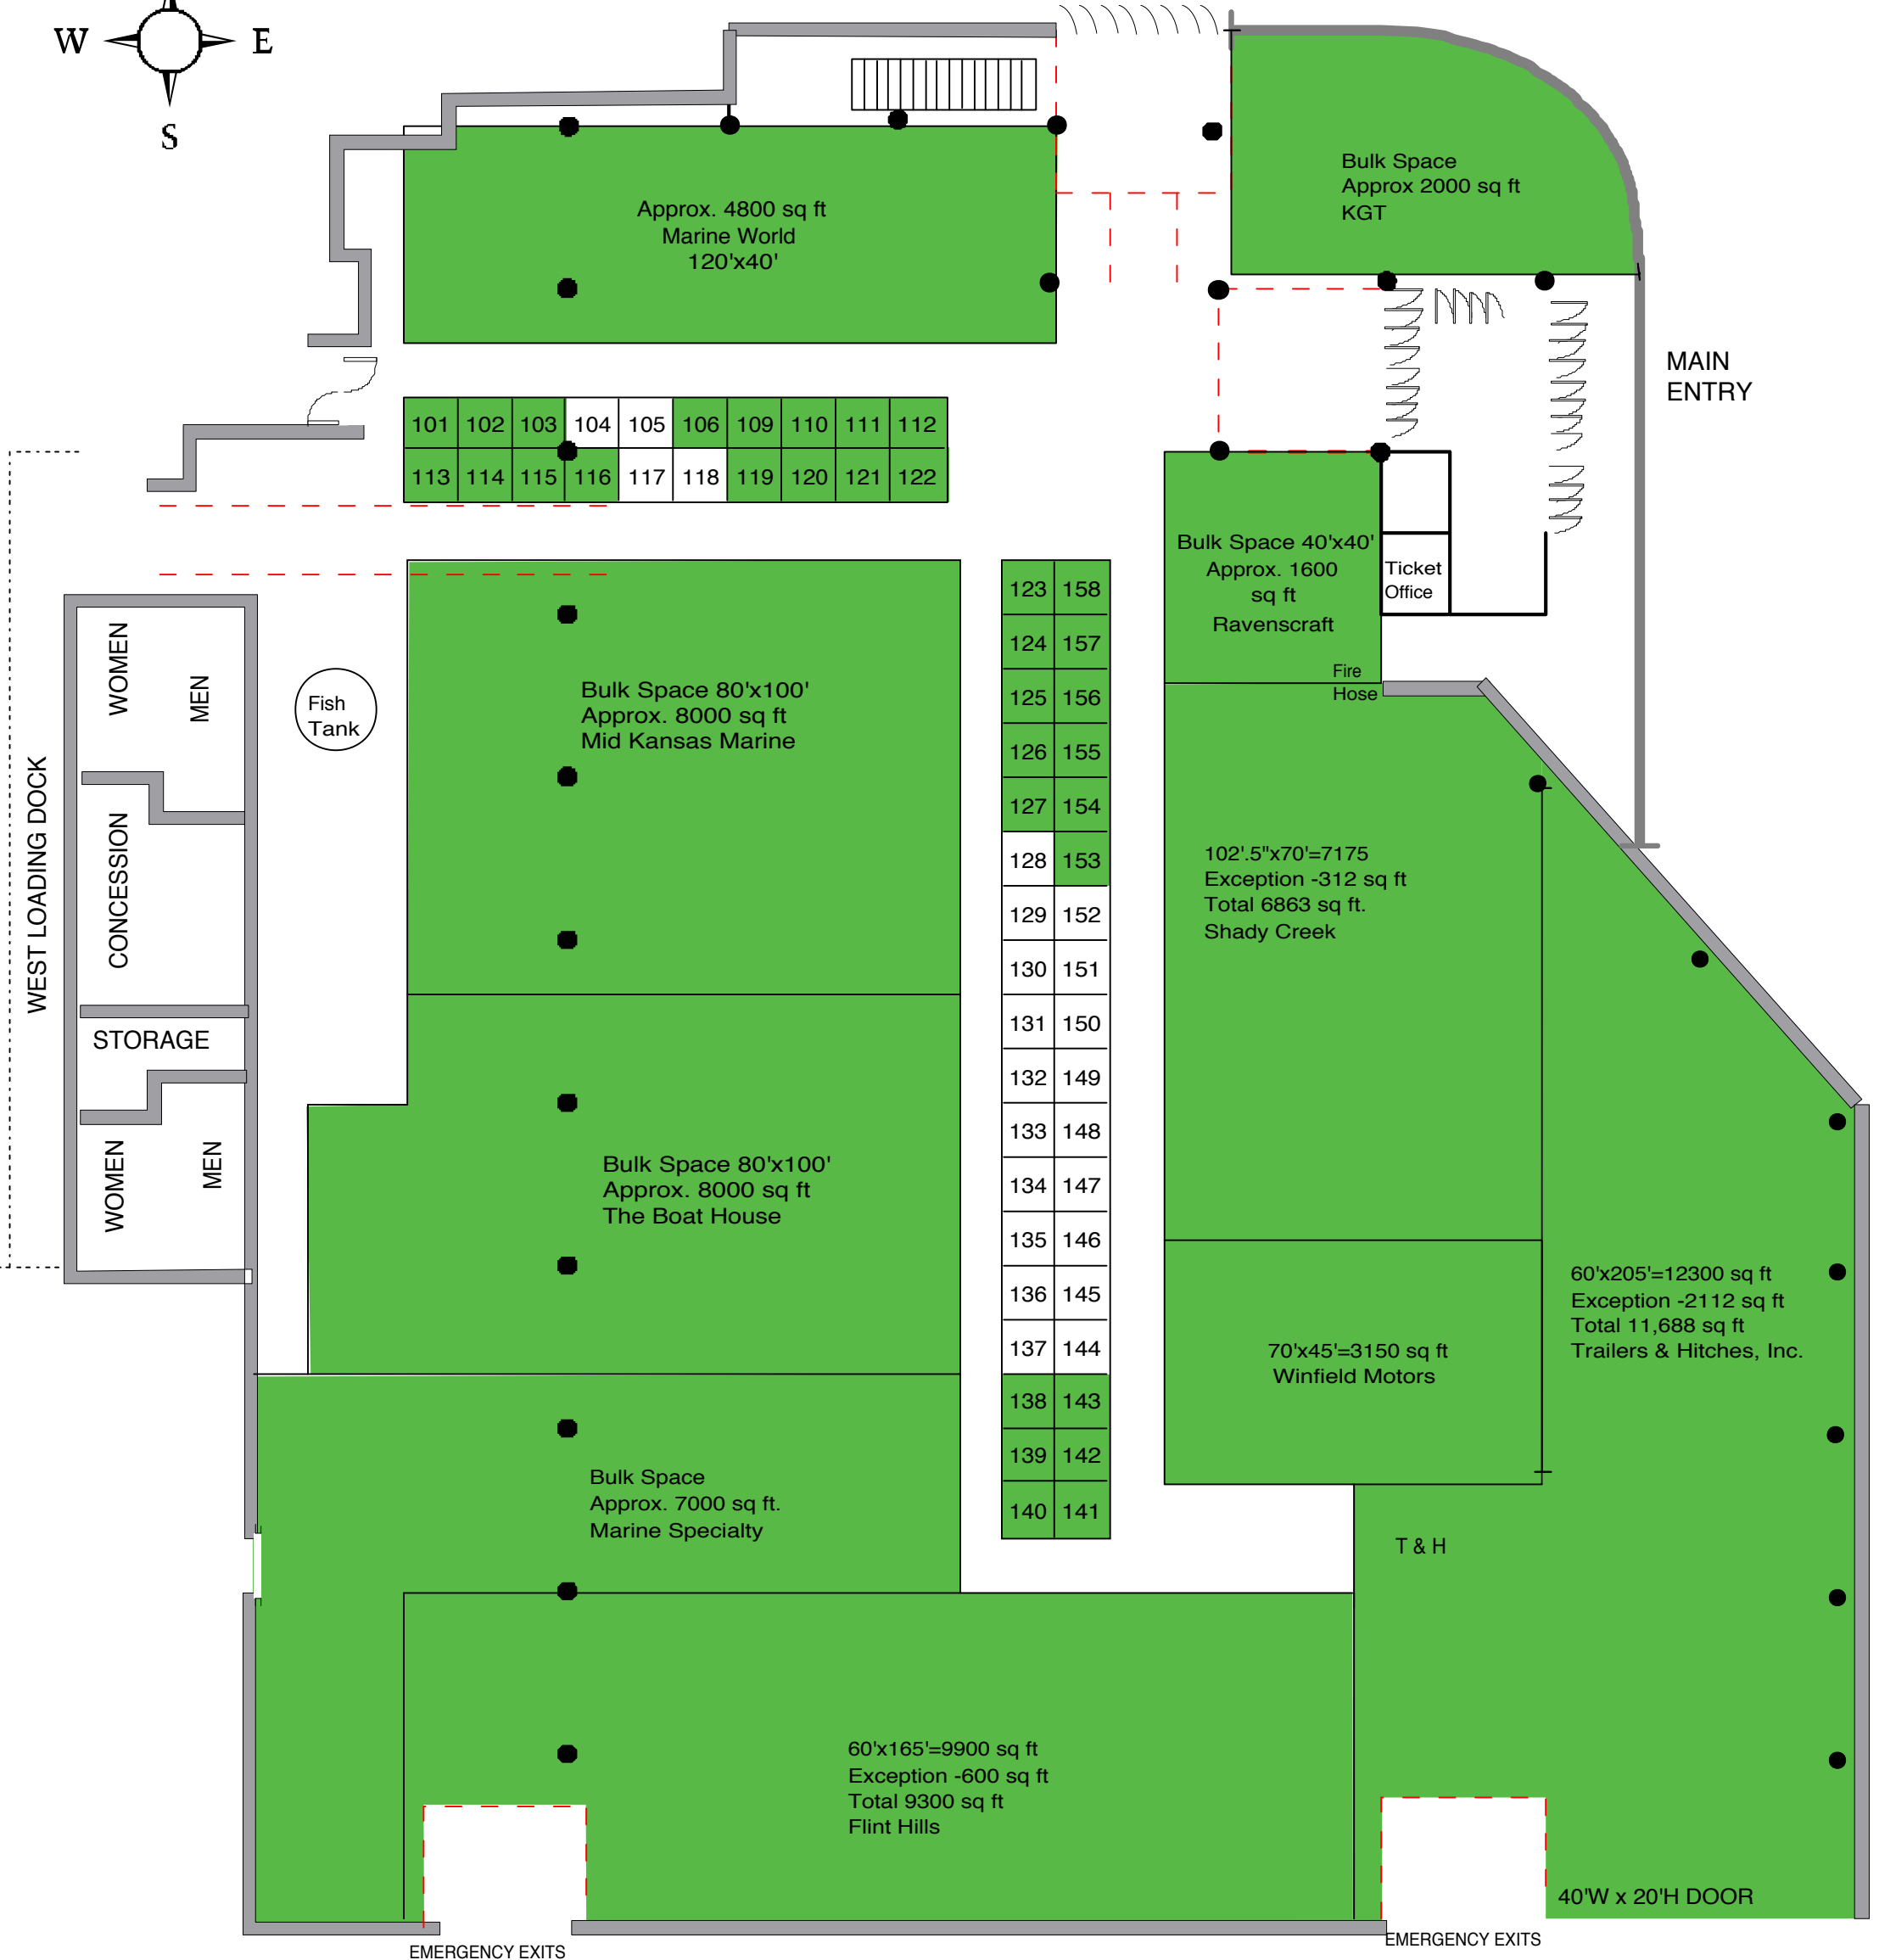 W
E
S
Bulk Space
Approx 2000 sq ft
KGT
Approx. 4800 sq ft
Marine World
120'x40'
MAIN
ENTRY
101 102 103 104 105 106 109 110 111 112
113 114 115 116 117 118 119 120 121 122
Bulk Space 40'x40'
Approx. 1600
sq ft
Ravenscraft
Ticket
Office
Fire
Hose
WEST LOADING DOCK
WOMEN
MEN
CONCESSION
STORAGE
WOMEN
MEN
Fish
Tank
Bulk Space 80'x100'
Approx. 8000 sq ft
Mid Kansas Marine
123 158
124 157
125 156
126 155
127 154
128 153
129 152
130 151
131 150
132 149
133 148
134 147
135 146
136 145
137 144
138 143
139 142
140 141
102'.5"x70'=7175
Exception -312 sq ft
Total 6863 sq ft.
Shady Creek
Bulk Space 80'x100'
Approx. 8000 sq ft
The Boat House
60'x205'=12300 sq ft
Exception -2112 sq ft
Total 11,688 sq ft
Trailers & Hitches, Inc.
70'x45'=3150 sq ft
Winfield Motors
Bulk Space
Approx. 7000 sq ft.
Marine Specialty
T & H
60'x165'=9900 sq ft
Exception -600 sq ft
Total 9300 sq ft
Flint Hills
40'W x 20'H DOOR
EMERGENCY EXITS
EMERGENCY EXITS